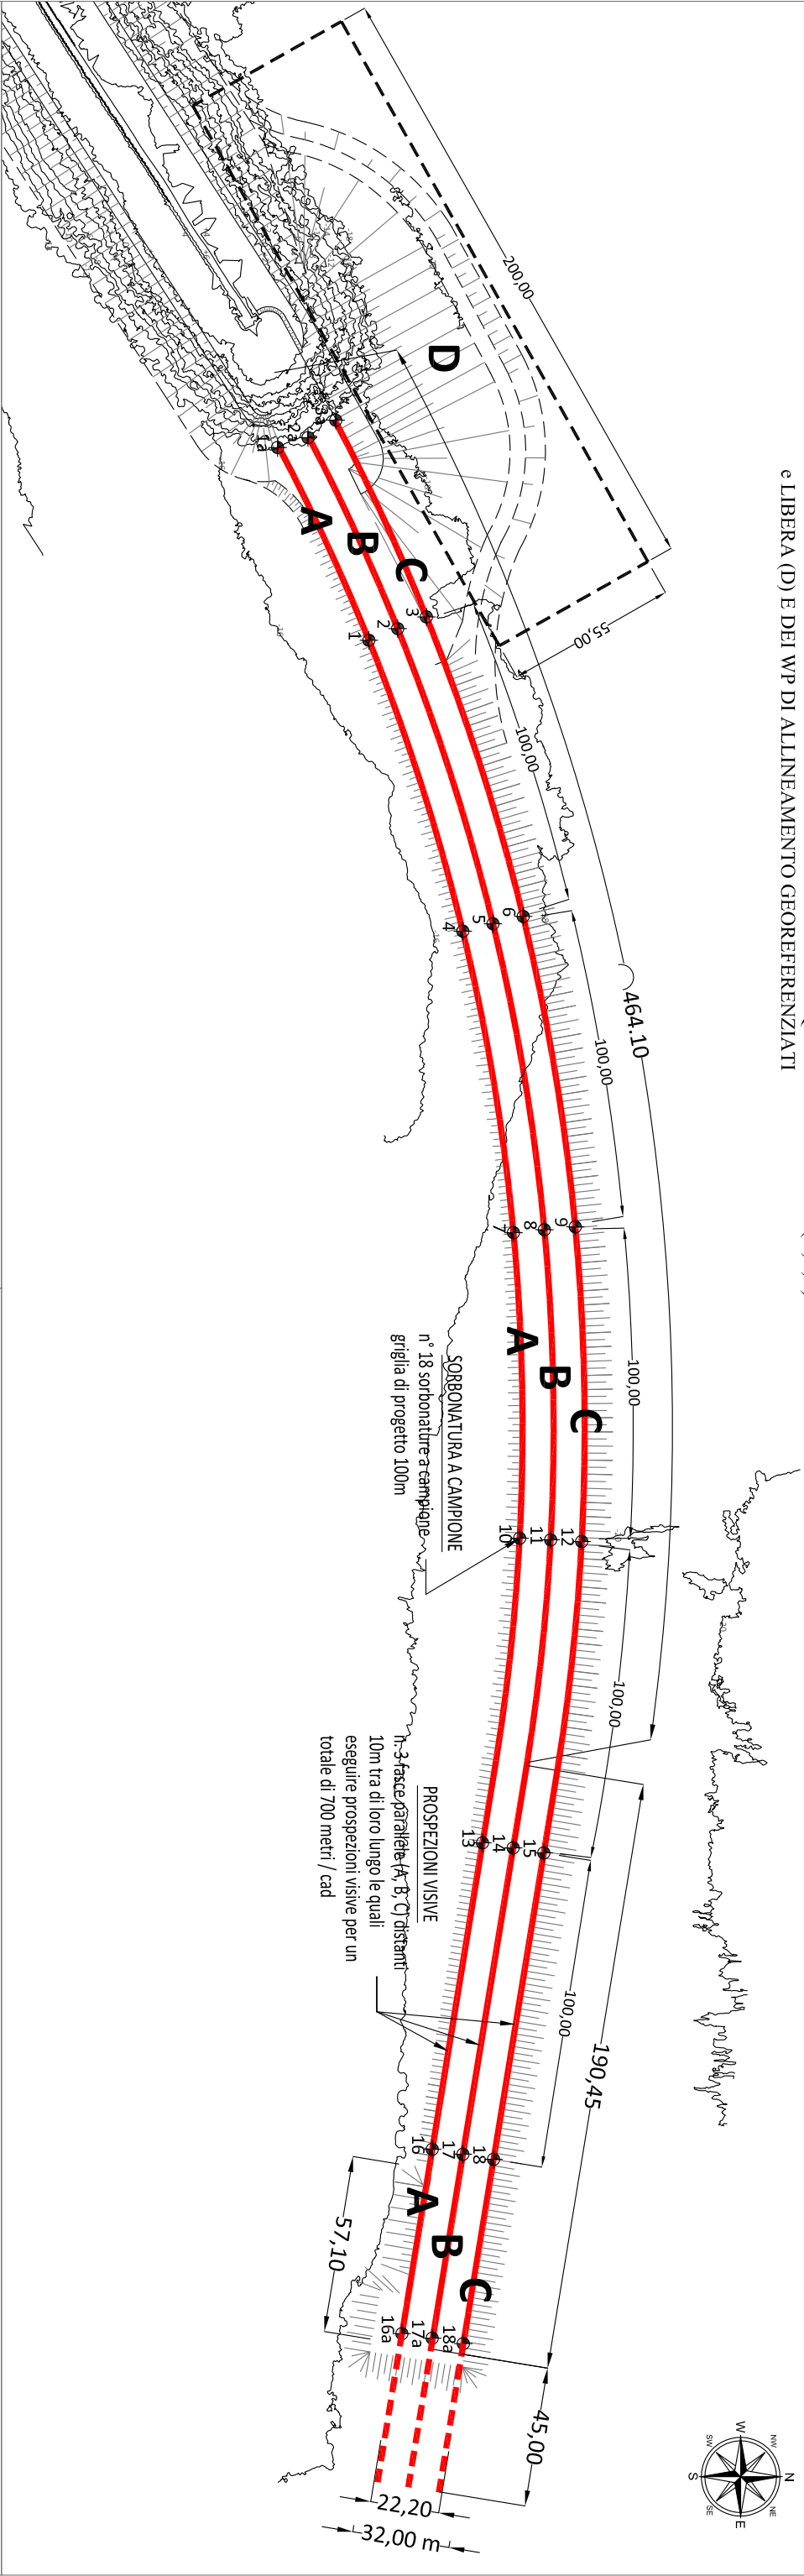 e LIBERA (D) E DEI WP DI ALLINEAMENTO GEOREFERENZIATI
200,00
D
55,00
3a
2a
1a
A
B
C
3
2
1
100,00
6
5
4
464.10
100,00
9
8
7
A
B
C
100,00
SORBONATURA A CAMPIONE
n° 18 sorbonature a campione
griglia di progetto 100m
12
11
10
100,00
PROSPEZIONI VISIVE
n. 3 fasce parallele (A, B, C) distanti
10m tra di loro lungo le quali
eseguire prospezioni visive per un
totale di 700 metri / cad
15
14
13
100,00
190,45
18
17
16
A
B
C
57,10
18a
17a
16a
45,00
22,20
32,00 m
N
NE
E
SE
S
SW
W
NW